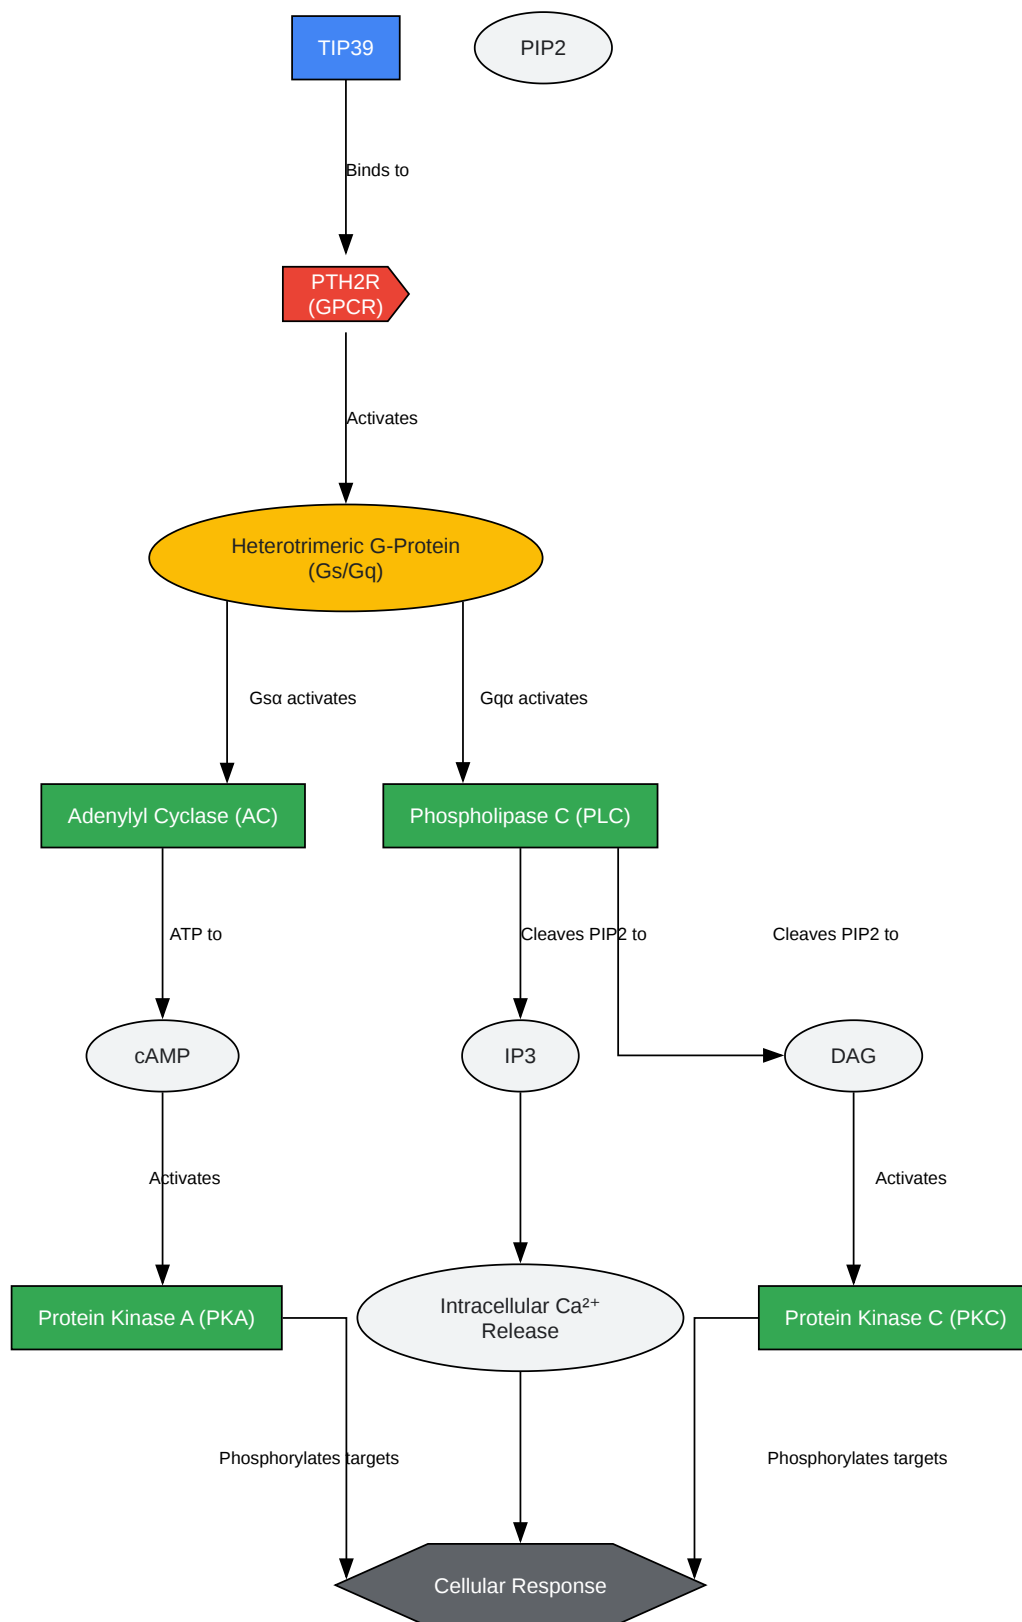 TIP39
PIP2
Binds to
PTH2R
(GPCR)
Activates
Heterotrimeric G-Protein
(Gs/Gq)
Gsα activates
Gqα activates
Adenylyl Cyclase (AC)
Phospholipase C (PLC)
ATP to
Cleaves PIP2 to
Cleaves PIP2 to
cAMP
IP3
DAG
Activates
Activates
Protein Kinase A (PKA)
Intracellular Ca²⁺
Release
Protein Kinase C (PKC)
Phosphorylates targets
Phosphorylates targets
Cellular Response